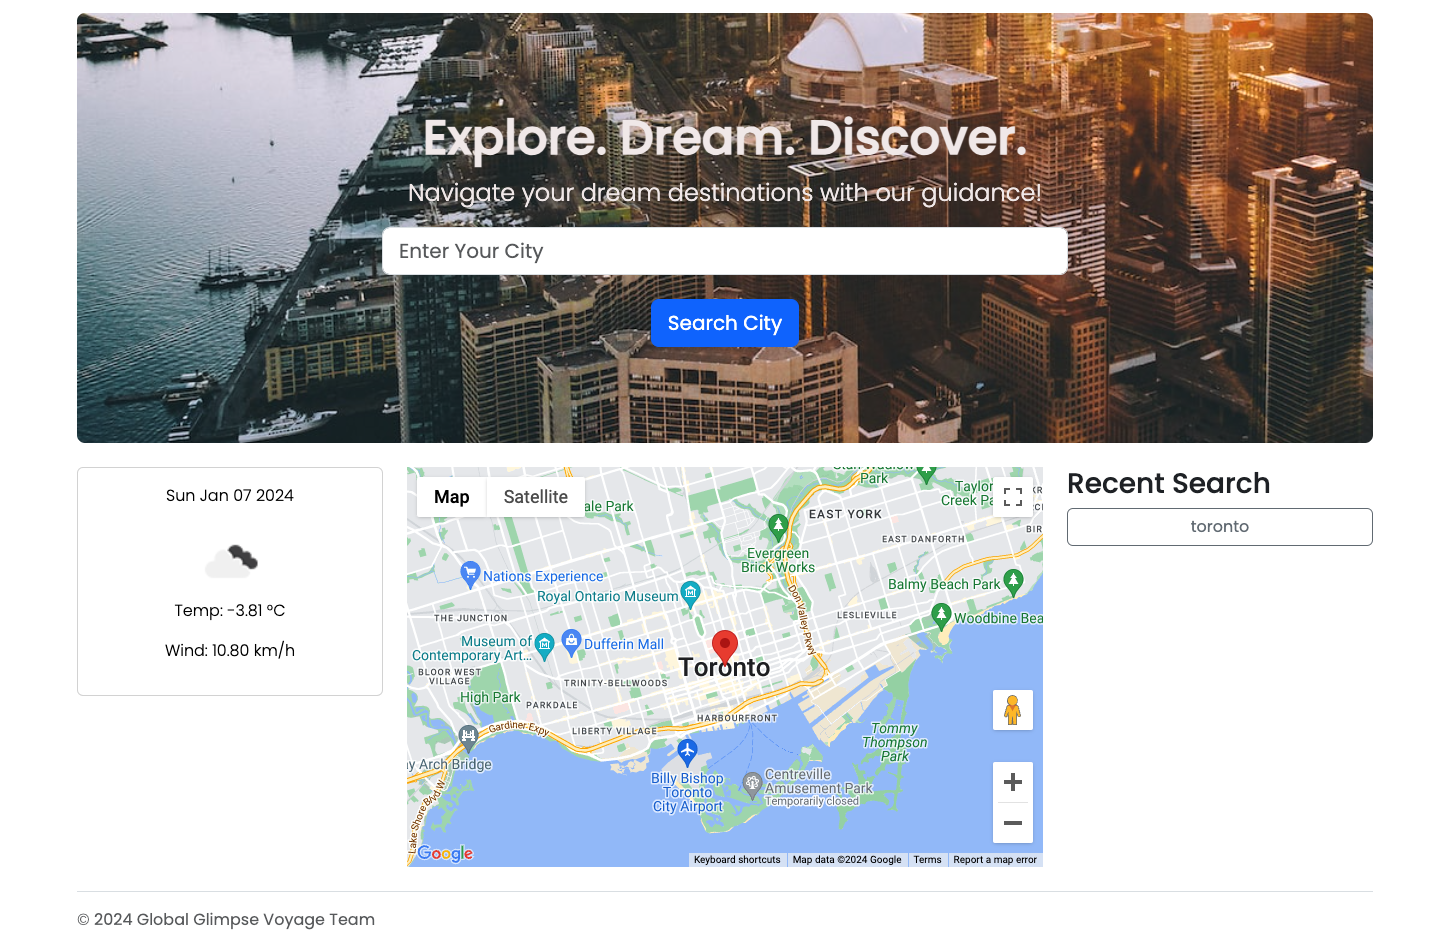 Explore. Dream. Discover.
Navigate your dream destinations with our guidance!
Enter Your City
Search City
Sun Jan 07 2024
Temp: -3.81 ºC
Wind: 10.80 km/h
Map
Satellite
ale Park
Park
Taylor
Creek Pa
EAST YORK
EAST DANFORTH
BIR
Evergreen
Brick Works
Nations Experience
Royal Ontario Museum
Balmy Beach Park
Don Valley Pkwy
LESLIEVILLE
Woodbine Bea
THE JUNCTION
Museum of
Contemporary Art...
Dufferin Mall
Toronto
BLOOR WEST
VILLAGE
TRINITY-BELLWOODS
High Park
PARKDALE
HARBOURFRONT
Gardiner Expy
LIBERTY VILLAGE
Tommy
Thompson
Park
y Arch Bridge
Billy Bishop
Toronto
City Airport
Centreville
Amusement Park
Temporarily closed
Lake Shore Blvd W
Google
Keyboard shortcuts
Map data ©2024 Google
Terms
Report a map error
Recent Search
toronto
© 2024 Global Glimpse Voyage Team